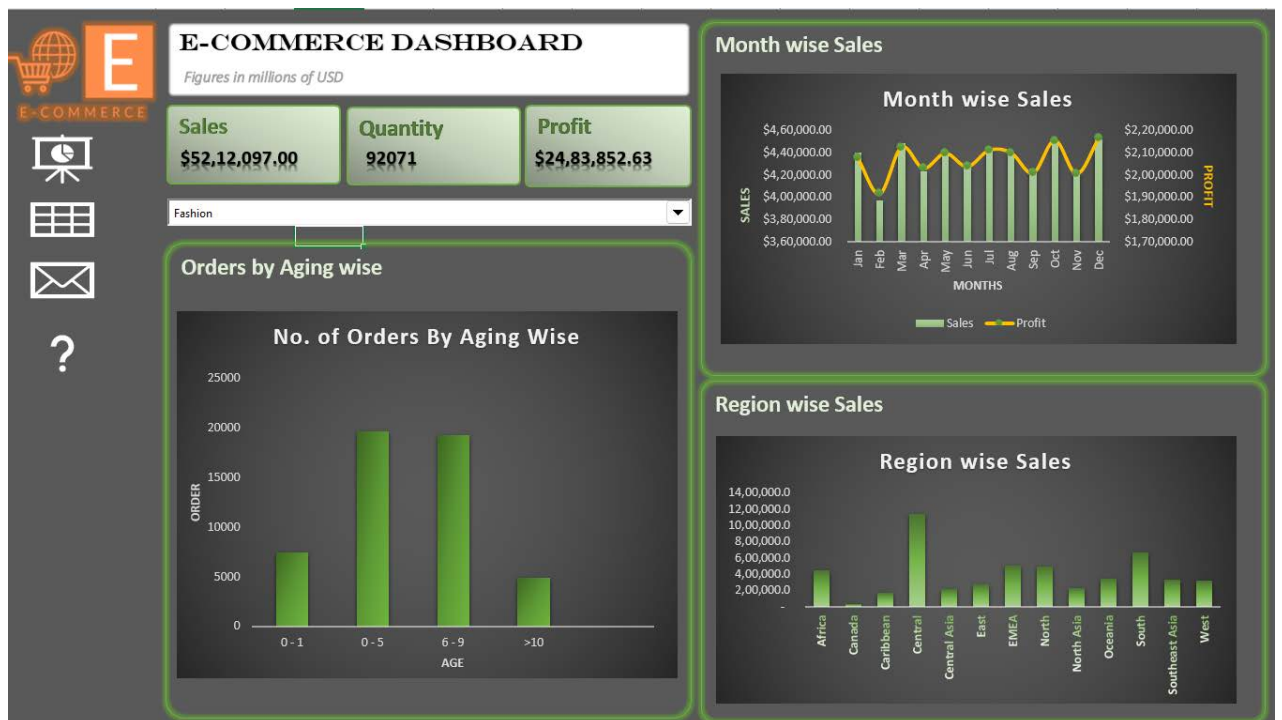 E
E-COMMERCE
E-COMMERCE DASHBOARD
Figures in millions of USD
Sales
$52,12,097.00
Quantity
92071
Profit
$24,83,852.63
Fashion
Orders by Aging wise
No. of Orders By Aging Wise
ORDER
25000
20000
15000
10000
5000
0
0 - 1 0 - 5 6 - 9 >10
AGE
Month wise Sales
Month wise Sales
SALES
$4,60,000.00
$4,40,000.00
$4,20,000.00
$4,00,000.00
$3,80,000.00
$3,60,000.00
$2,20,000.00
$2,10,000.00
$2,00,000.00
$1,90,000.00
$1,80,000.00
$1,70,000.00
PROFIT
Jan Feb Mar Apr May Jun Jul Aug Sep Oct Nov Dec
MONTHS
Sales Profit
Region wise Sales
Region wise Sales
14,00,000.0
12,00,000.0
10,00,000.0
8,00,000.0
6,00,000.0
4,00,000.0
2,00,000.0
-
Africa Canada Caribbean Central Central Asia East EMEA North North Asia Oceania South Southeast Asia West
?